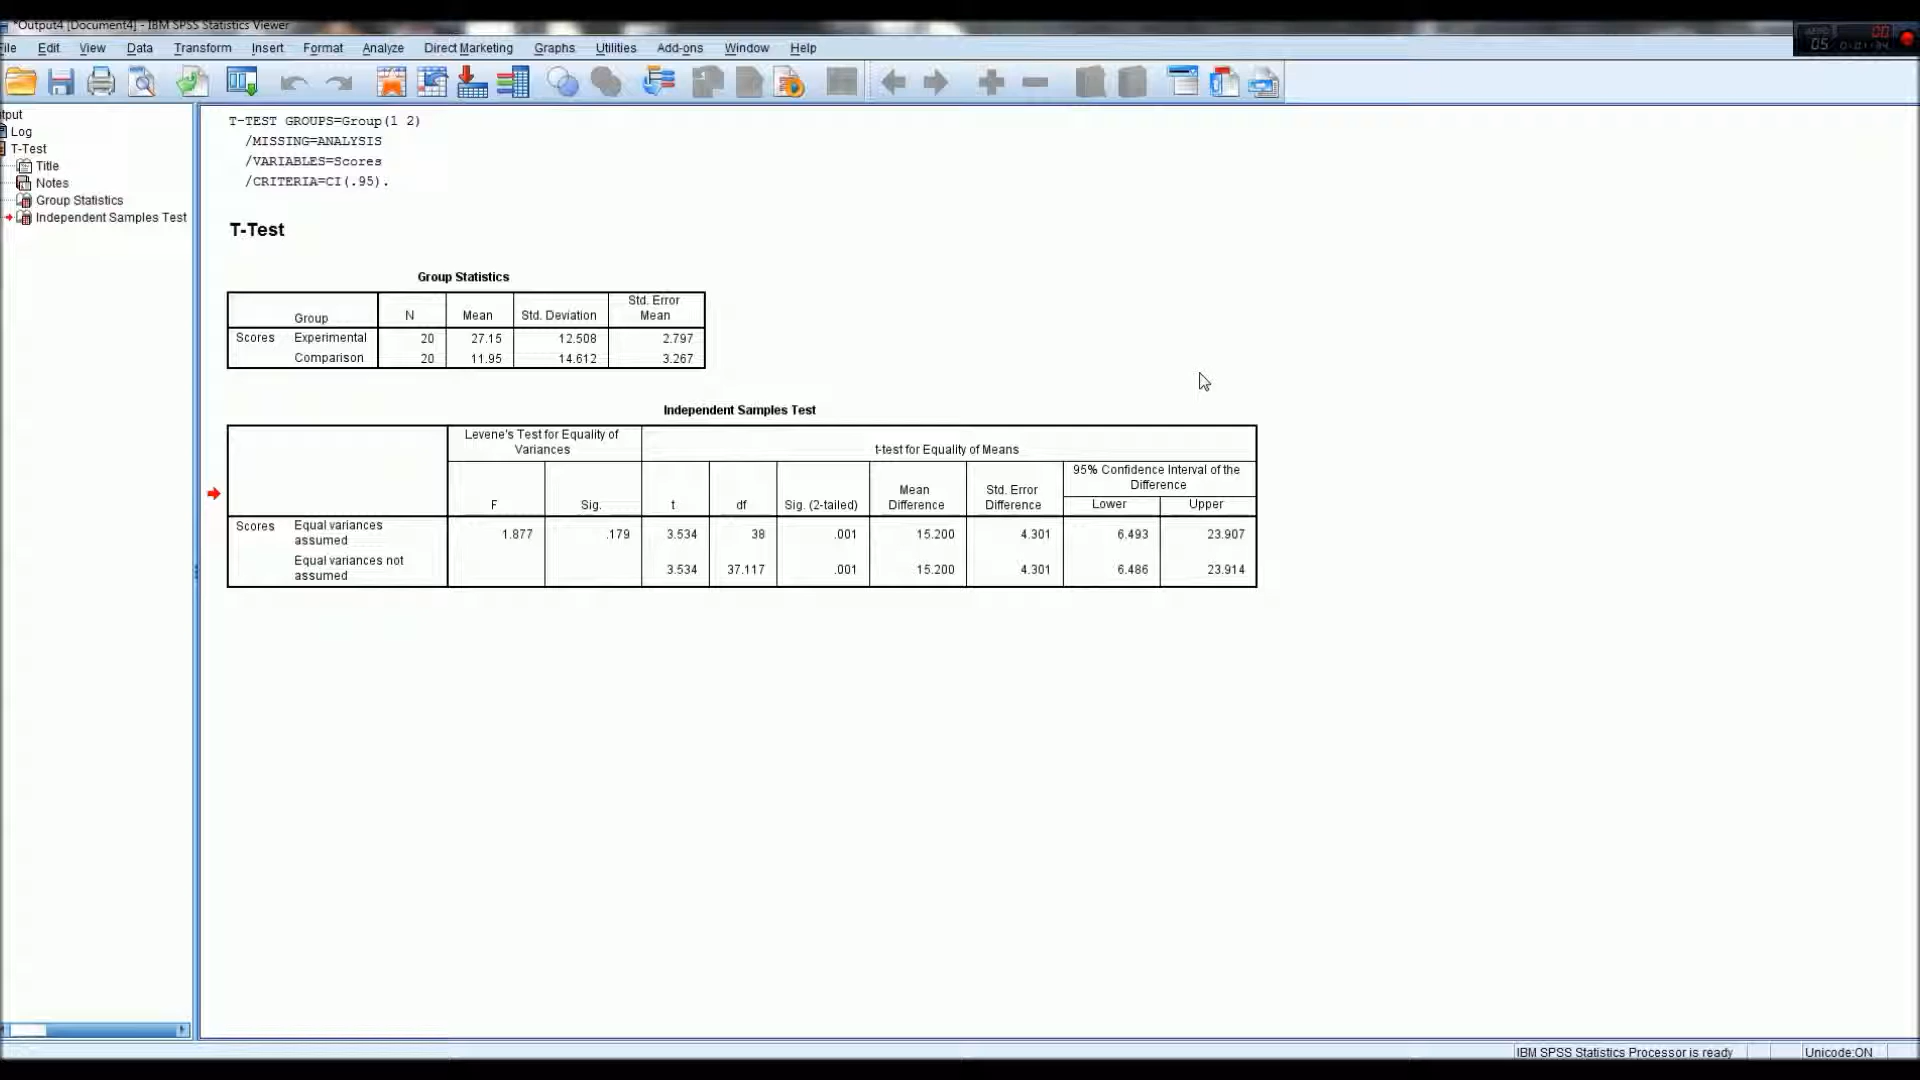 *Output4 [Document4] - IBM SPSS Statistics Viewer
File Edit View Data Transform Insert Format Analyze Direct Marketing Graphs Utilities Add-ons Window Help
tput
Log
T-Test
Title
Notes
Group Statistics
Independent Samples Test
T-TEST GROUPS=Group(1 2)
/MISSING=ANALYSIS
/VARIABLES=Scores
/CRITERIA=CI(.95).
T-Test
Group Statistics
Group N Mean Std. Deviation Std. Error Mean
Scores Experimental 20 27.15 12.508 2.797
Comparison 20 11.95 14.612 3.267
Independent Samples Test
Levene's Test for Equality of Variances t-test for Equality of Means
95% Confidence Interval of the Difference
F Sig. t df Sig. (2-tailed) Mean Difference Std. Error Difference Lower Upper
Scores Equal variances assumed 1.877 .179 3.534 38 .001 15.200 4.301 6.493 23.907
Equal variances not assumed 3.534 37.117 .001 15.200 4.301 6.486 23.914
IBM SPSS Statistics Processor is ready Unicode:ON